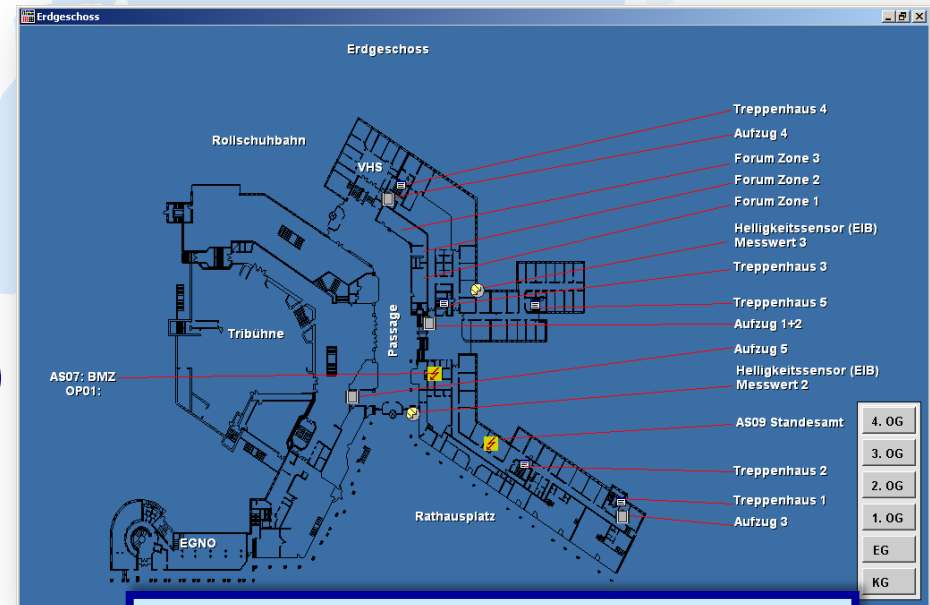 Erdgeschoss
Erdgeschoss
Treppenhaus 4
Rollschuhbahn
Aufzug 4
VHS
Forum Zone 3
Forum Zone 2
Forum Zone 1
Helligkeitssensor (EIB)
Messwert 3
Treppenhaus 3
Treppenhaus 5
Passage
Tribühne
Aufzug 1+2
Aufzug 5
AS07: BMZ
OP01:
Helligkeitssensor (EIB)
Messwert 2
AS09 Standesamt
4. OG
3. OG
Treppenhaus 2
2. OG
Treppenhaus 1
Rathausplatz
Aufzug 3
1. OG
EGNO
EG
KG